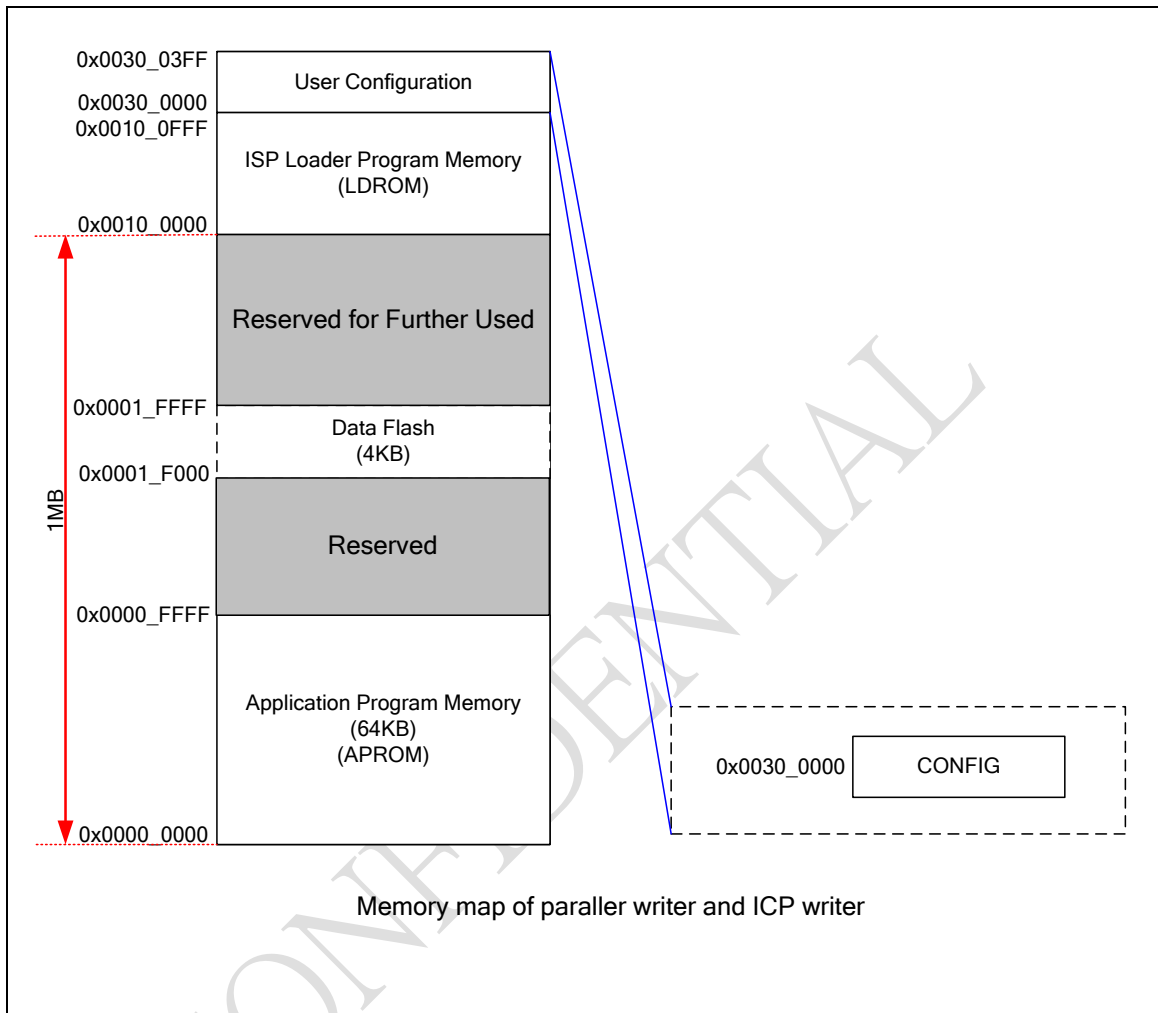 0x0030_03FF
User Configuration
0x0030_0000
0x0010_0FFF
ISP Loader Program Memory
(LDROM)
0x0010_0000
Reserved for Further Used
0x0001_FFFF
Data Flash
(4KB)
0x0001_F000
1MB
Reserved
0x0000_FFFF
Application Program Memory
(64KB)
(APROM)
0x0000_0000
0x0030_0000
CONFIG
Memory map of paraller writer and ICP writer
ONFIDENTIAL